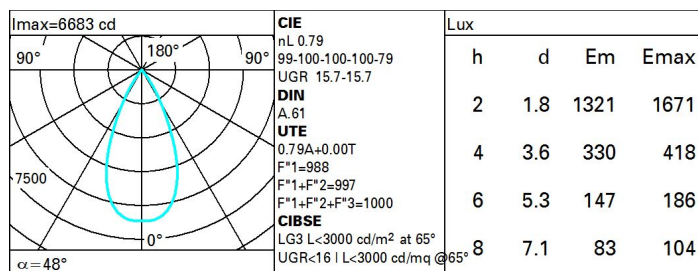 Imax=6683 cd
90°
180°
90°
7500
0°
α=48°
CIE
nL 0.79
99-100-100-100-79
UGR 15.7-15.7
DIN
A.61
UTE
0.79A+0.00T
F"1=988
F"1+F"2=997
F"1+F"2+F"3=1000
CIBSE
LG3 L<3000 cd/m² at 65°
UGR<16 | L<3000 cd/mq @65°
Lux
h d Em Emax
2 1.8 1321 1671
4 3.6 330 418
6 5.3 147 186
8 7.1 83 104